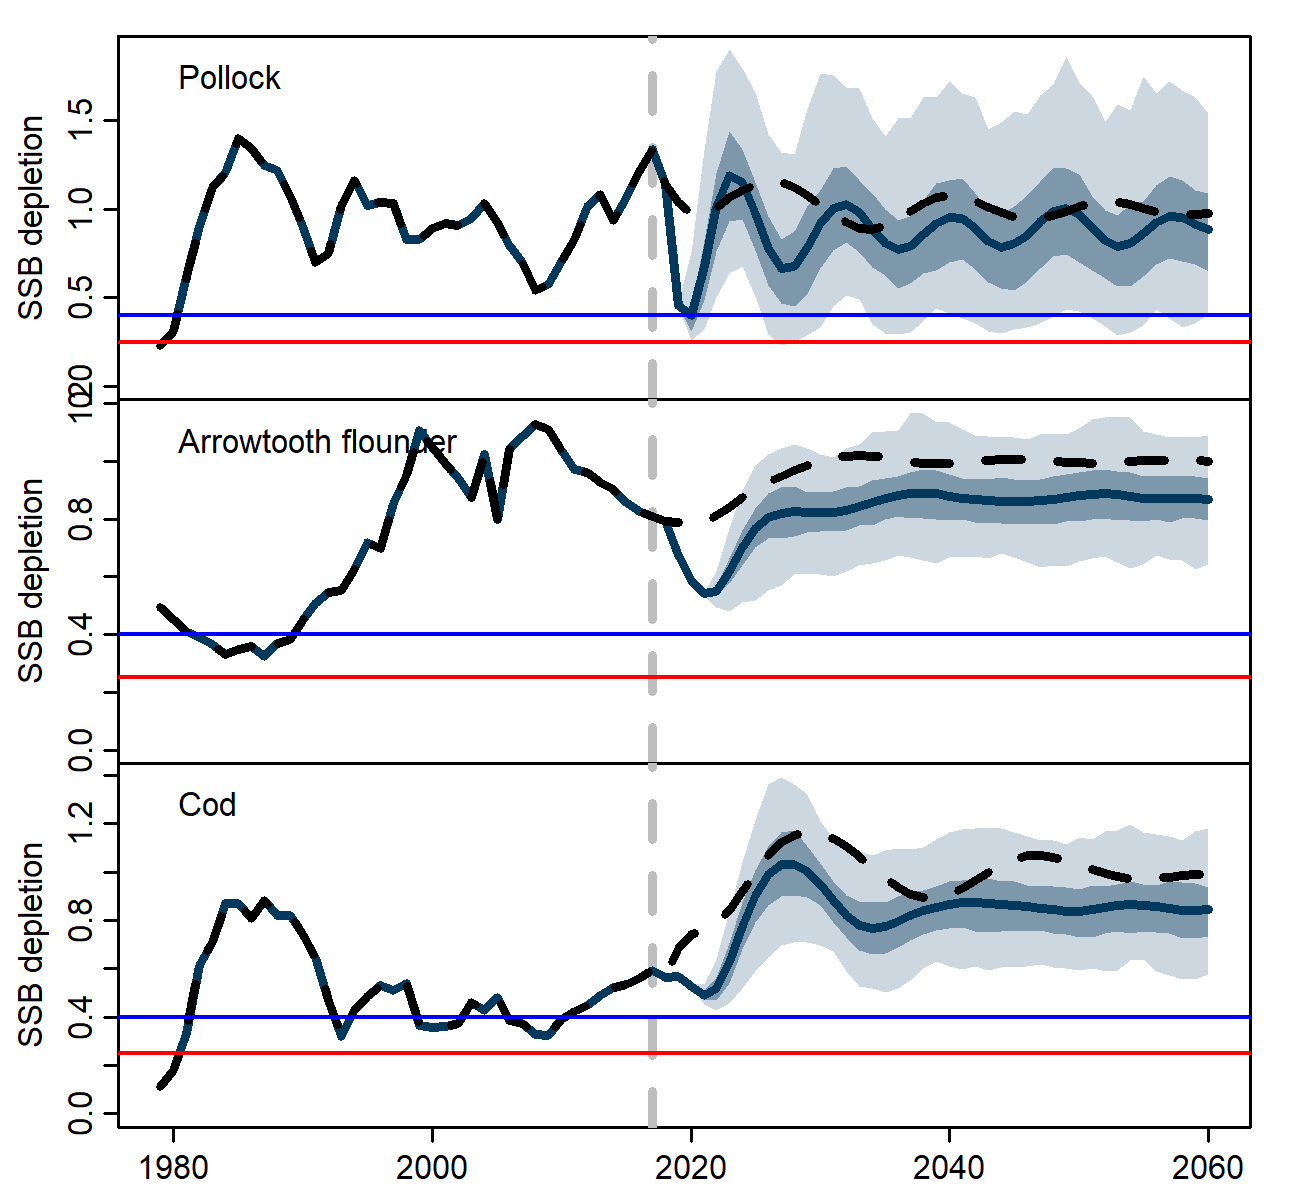 Pollock
SSB depletion
0.5 1.0 1.5
Arrowtooth flounder
SSB depletion
0.0 0.4 0.8
Cod
SSB depletion
0.0 0.4 0.8 1.2
1980 2000 2020 2040 2060